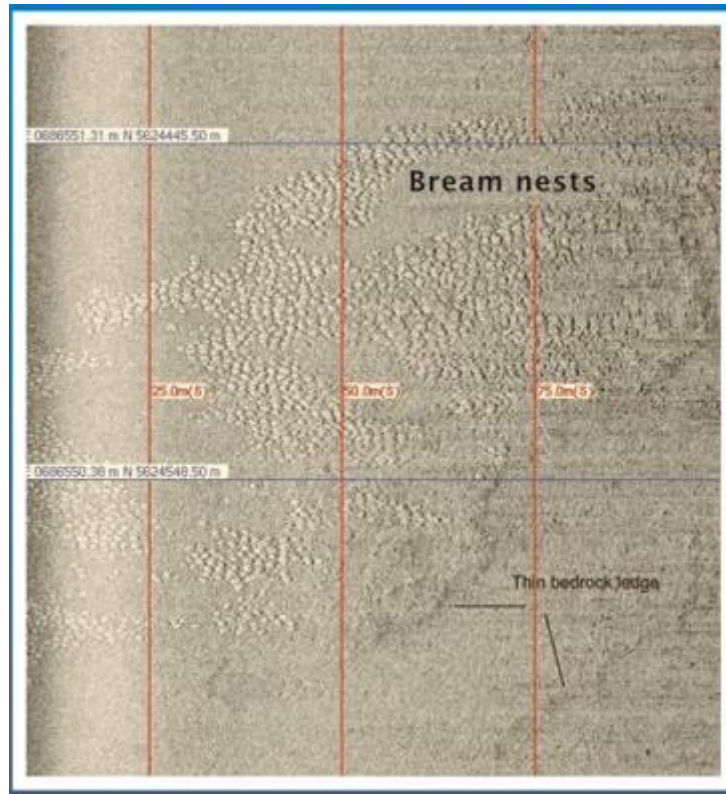 E 0686551.31 m N 5624445.50 m
Bream nests
25.0m(S)
50.0m(S)
75.0m(S)
0686550.38 m N 5624548.50 m
Thin bedrock ledge